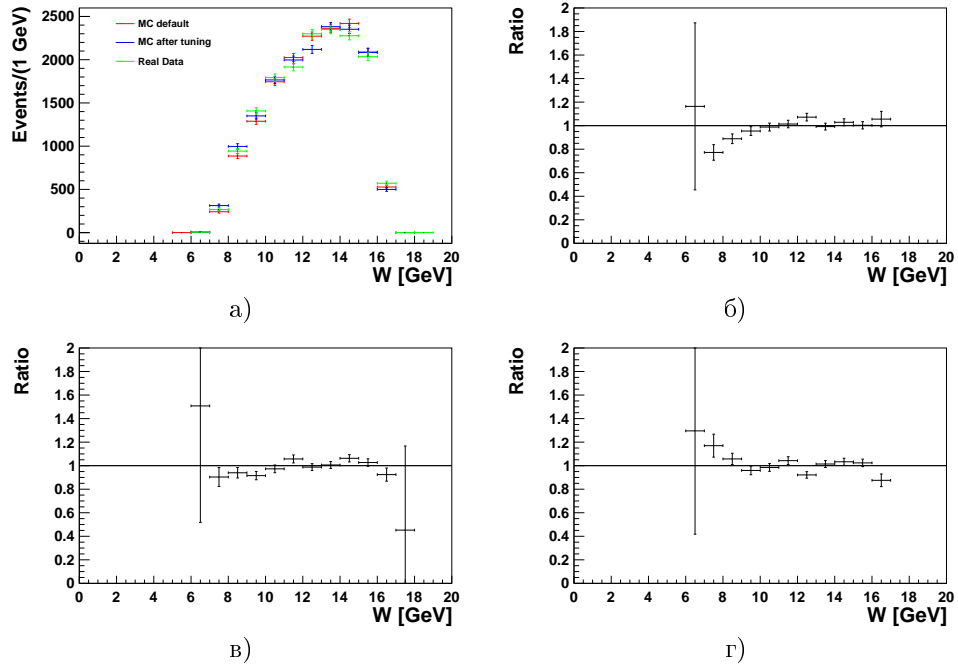 Events/(1 GeV)
2500
2000
1500
1000
500
0
MC default
MC after tuning
Real Data
0 2 4 6 8 10 12 14 16 18 20
W [GeV]
а)
Ratio
2
1.8
1.6
1.4
1.2
1
0.8
0.6
0.4
0.2
0
0 2 4 6 8 10 12 14 16 18 20
W [GeV]
б)
Ratio
2
1.8
1.6
1.4
1.2
1
0.8
0.6
0.4
0.2
0
0 2 4 6 8 10 12 14 16 18 20
W [GeV]
в)
Ratio
2
1.8
1.6
1.4
1.2
1
0.8
0.6
0.4
0.2
0
0 2 4 6 8 10 12 14 16 18 20
W [GeV]
г)